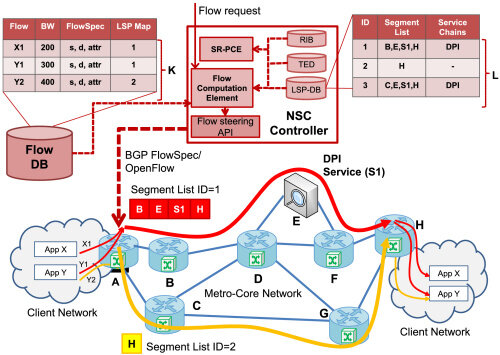 Flow request
Flow BW FlowSpec LSP Map
X1 200 s, d, attr 1
Y1 300 s, d, attr 1
Y2 400 s, d, attr 2
K
ID Segment List Service Chains
1 B,E,S1,H DPI
2 H -
3 C,E,S1,H DPI
L
SR-PCE
RIB
TED
LSP-DB
Flow
Computation
Element
NSC
Controller
Flow steering
API
Flow
DB
BGP FlowSpec/
OpenFlow
Segment List ID=1
B E S1 H
DPI
Service (S1)
E
H
App X
X1
App Y
Y1
Y2
Client Network
A
B
D
F
Metro-Core Network
C
G
App X
App Y
Client Network
H
Segment List ID=2